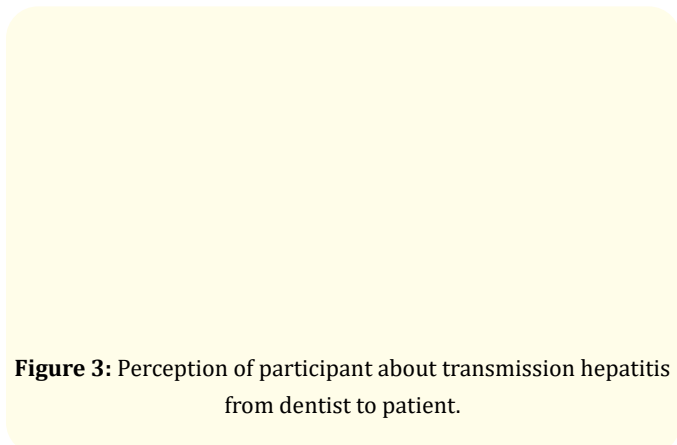 Figure 3: Perception of participant about transmission hepatitis
from dentist to patient.